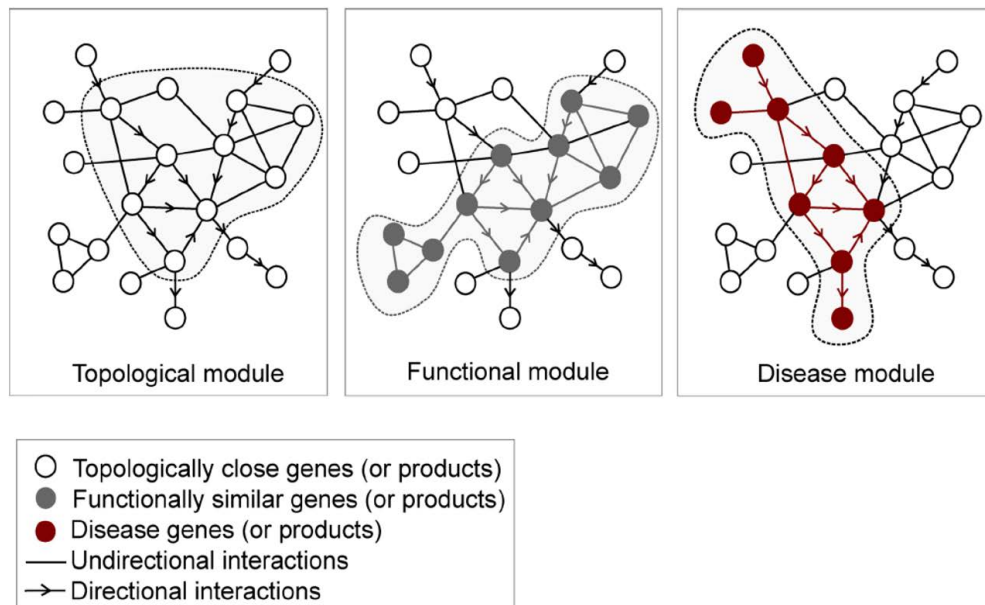 Topological module
Functional module
Disease module
Topologically close genes (or products)
Functionally similar genes (or products)
Disease genes (or products)
Undirectional interactions
Directional interactions